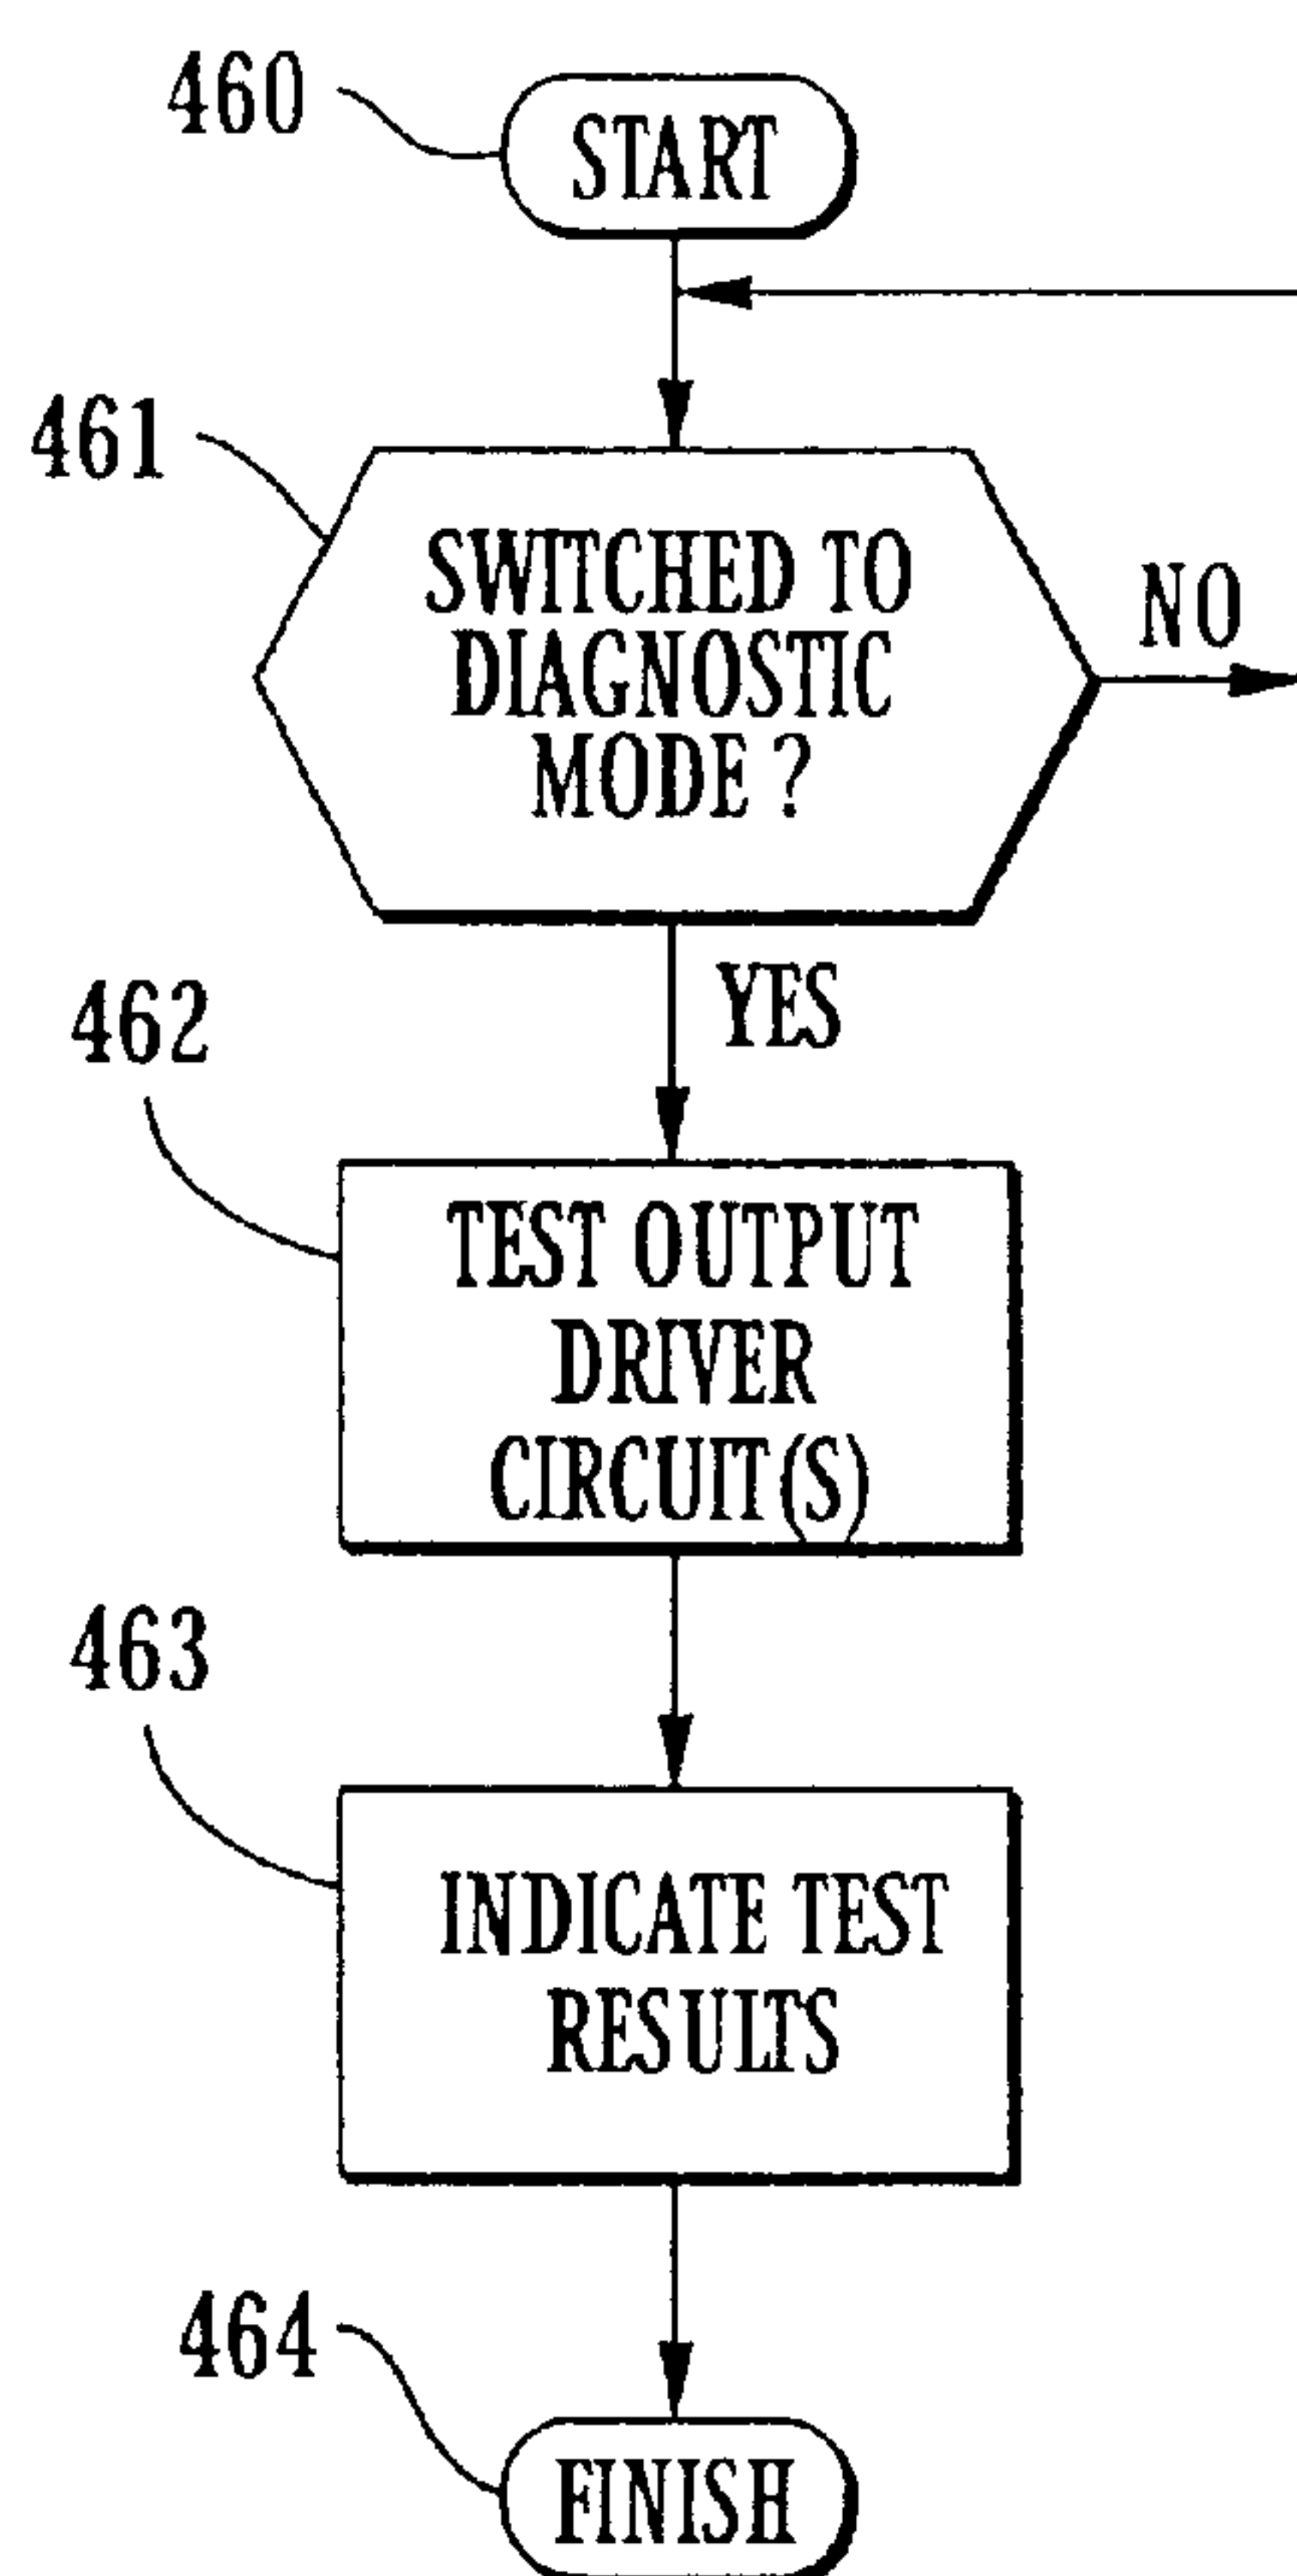 460
START
461
SWITCHED TO
DIAGNOSTIC
MODE ?
NO
YES
462
TEST OUTPUT
DRIVER
CIRCUIT(S)
463
INDICATE TEST
RESULTS
464
FINISH